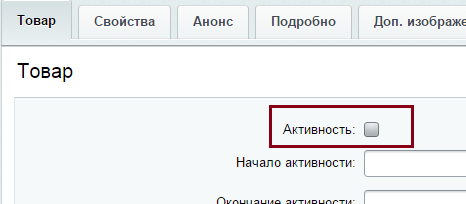 Товар Свойства Анонс Подробно Доп. изображе
Товар
Активность:
Начало активности:
Окончание активности: